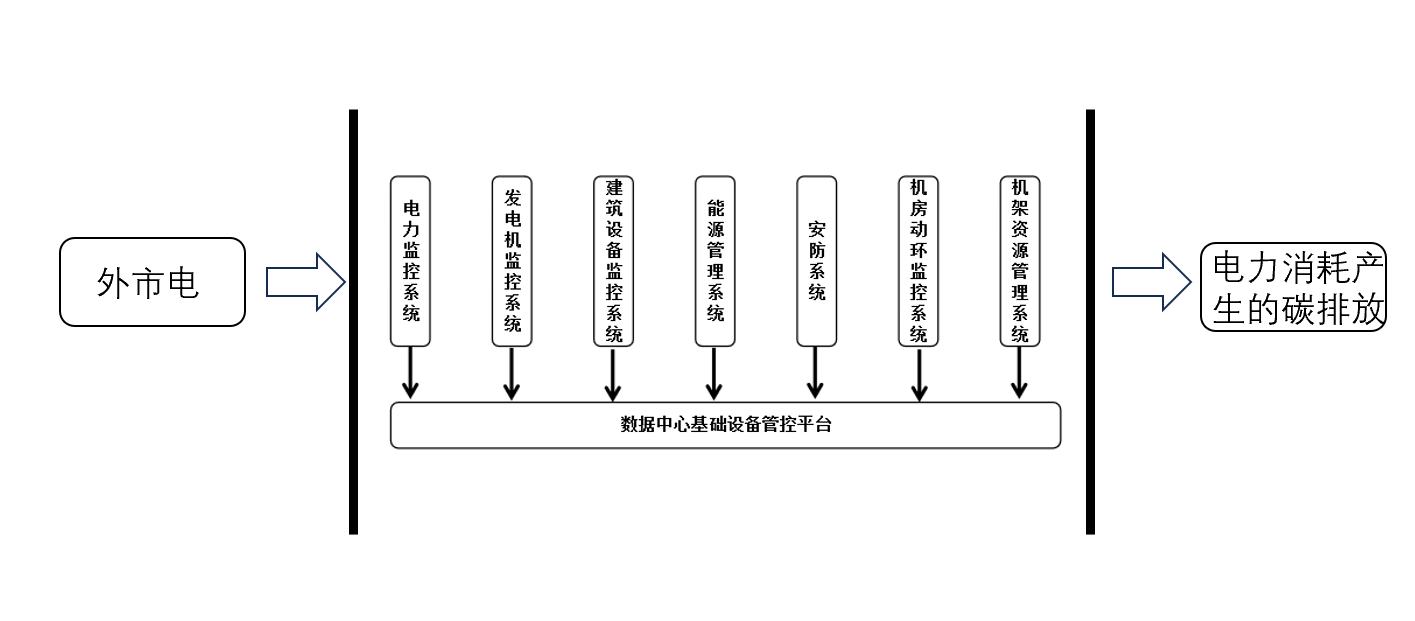 外市电
电力监控系统
发电机监控系统
建筑设备监控系统
能源管理系统
安防系统
机房动环监控系统
机架资源管理系统
数据中心基础设备管控平台
电力消耗产
生的碳排放